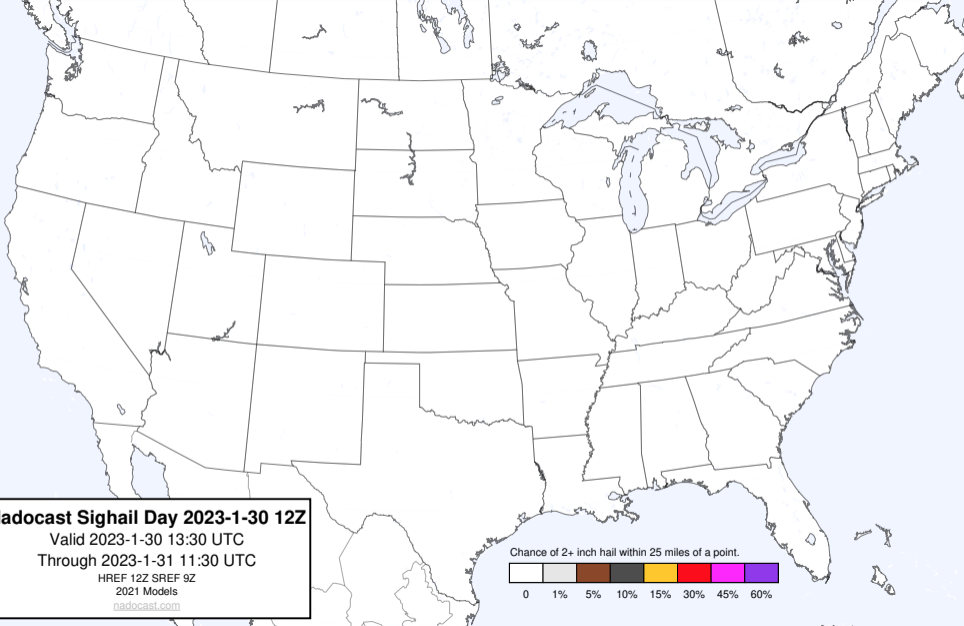 adocast Sighail Day 2023-1-30 12Z
Valid 2023-1-30 13:30 UTC
Through 2023-1-31 11:30 UTC
HREF 12Z SREF 9Z
2021 Models
nadocast.com
Chance of 2+ inch hail within 25 miles of a point.
0 1% 5% 10% 15% 30% 45% 60%